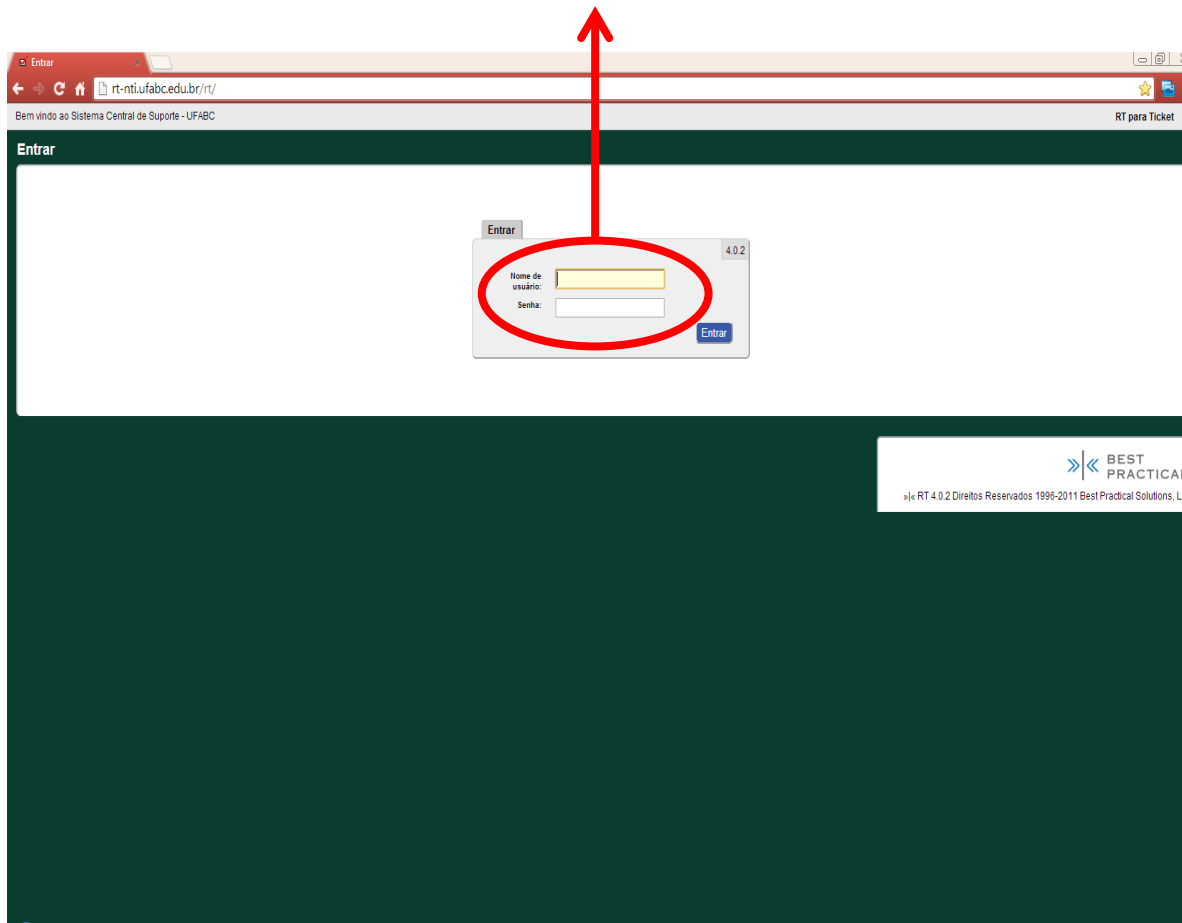 Entrar
rt-nti.ufabc.edu.br/rt/
Bem vindo ao Sistema Central de Suporte - UFABC
RT para Ticket
Entrar
Entrar
4.0.2
Nome de
usuário:
Senha:
Entrar
BEST
PRACTICA
»|« RT 4.0.2 Direitos Reservados 1996-2011 Best Practical Solutions, L